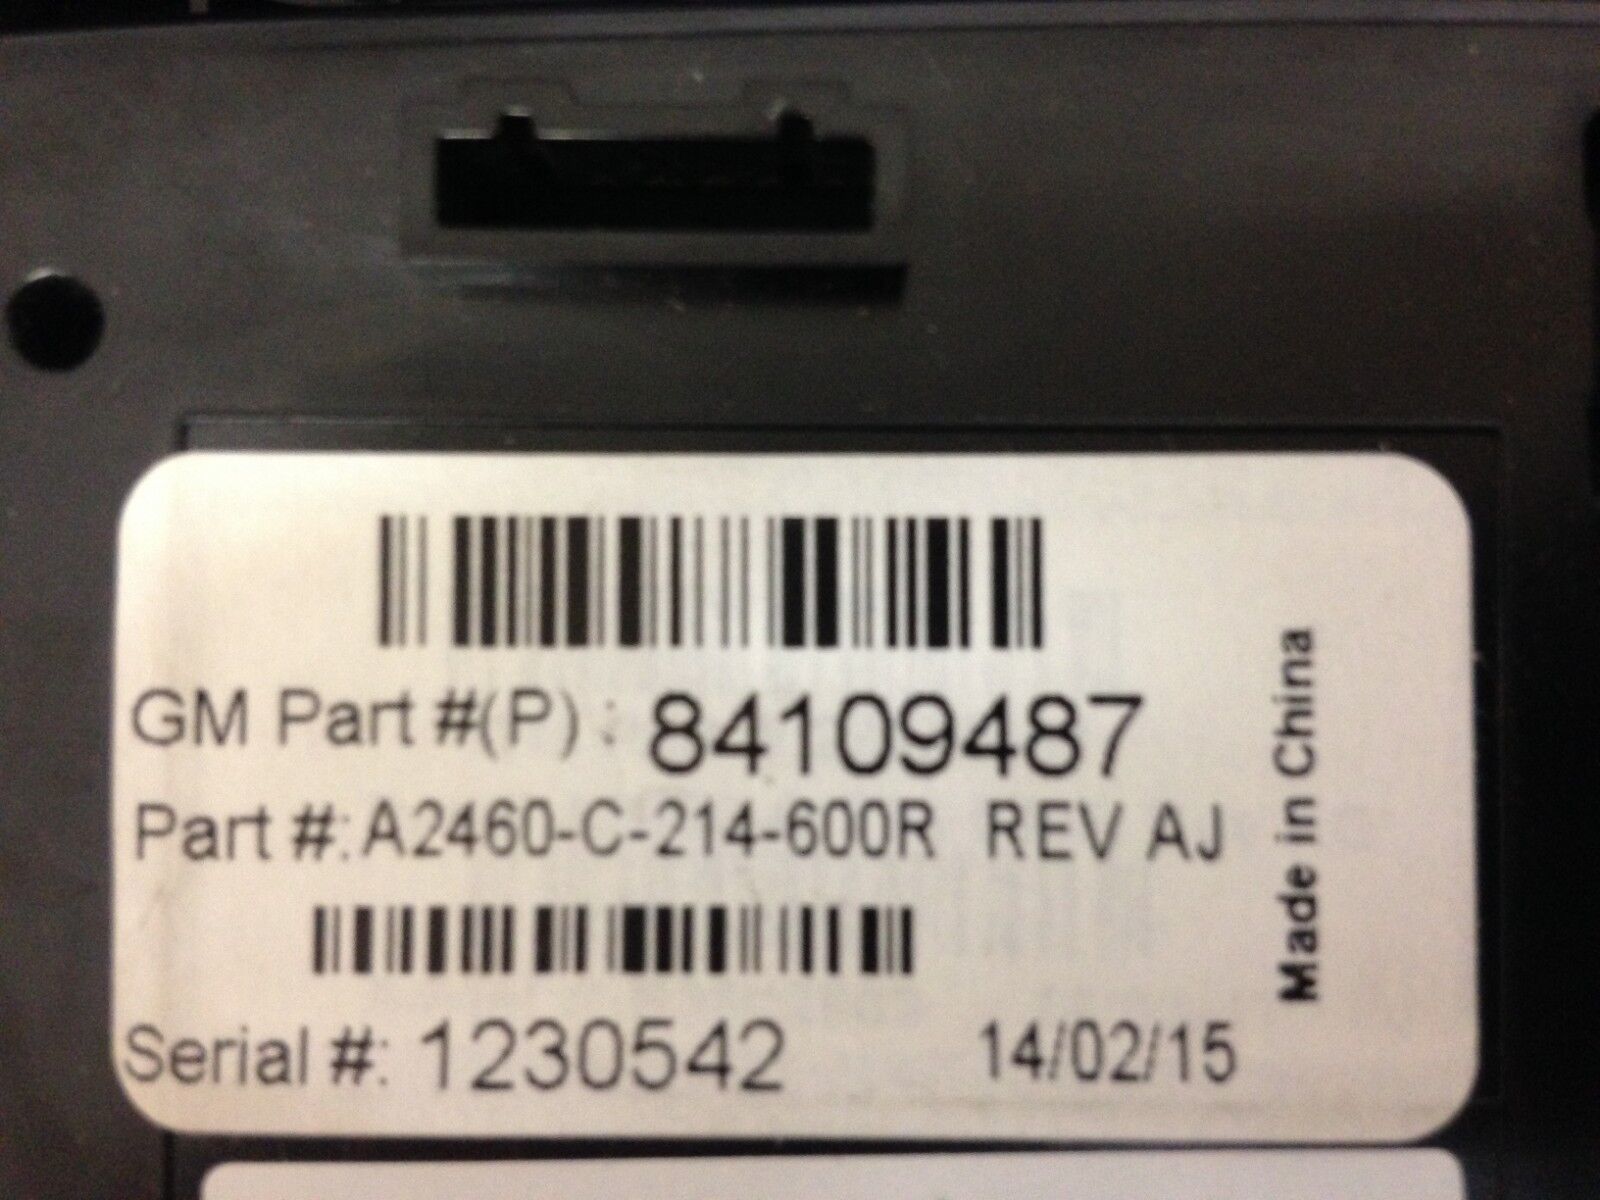 GM Part #(P) : 84109487
Part #: A2460-C-214-600R REV AJ
Serial #: 1230542 14/02/15
Made in China